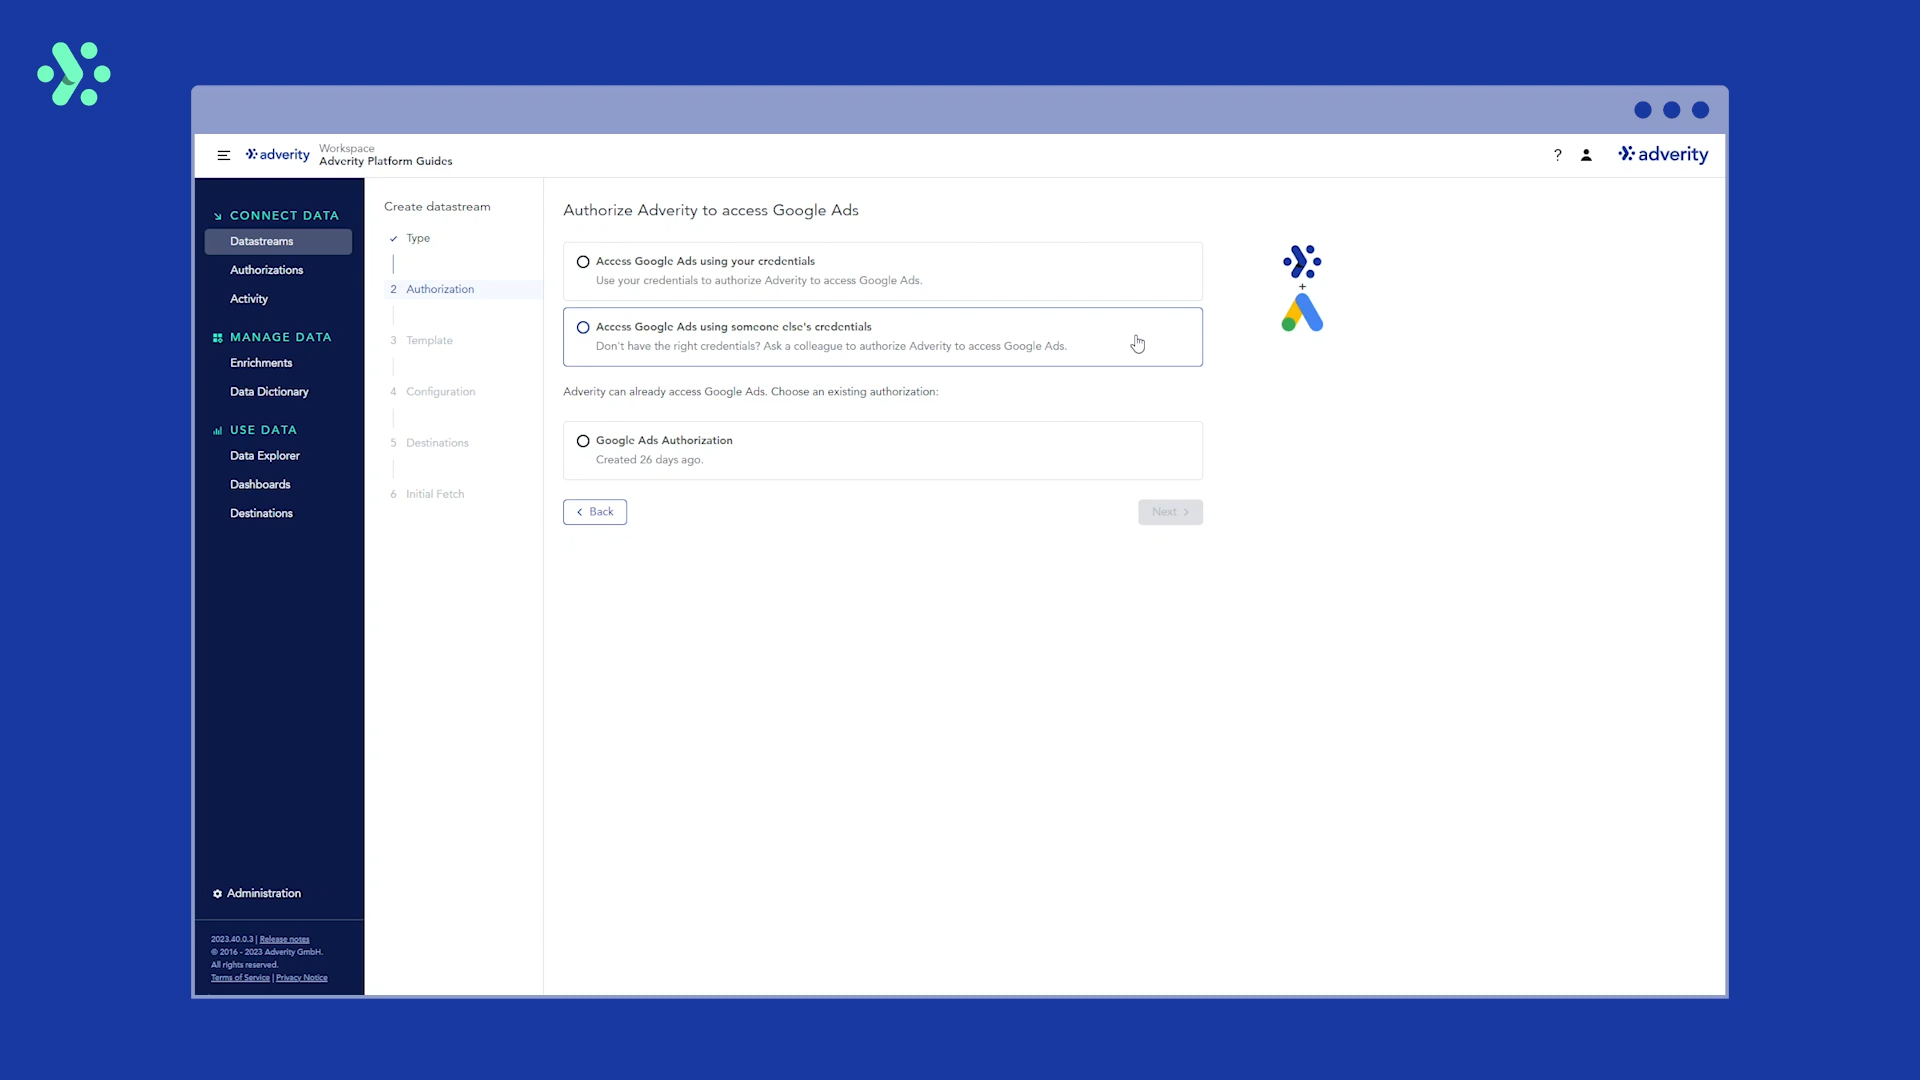 adverity
Workspace
Adverity Platform Guides
?
adverity
CONNECT DATA
Datastreams
Authorizations
Activity
MANAGE DATA
Enrichments
Data Dictionary
USE DATA
Data Explorer
Dashboards
Destinations
Administration
2023.40.0.3 | Release notes
© 2016 - 2023 Adverity GmbH.
All rights reserved.
Terms of Service | Privacy Notice
Create datastream
Type
2 Authorization
3 Template
4 Configuration
5 Destinations
6 Initial Fetch
Authorize Adverity to access Google Ads
Access Google Ads using your credentials
Use your credentials to authorize Adverity to access Google Ads.
Access Google Ads using someone else's credentials
Don't have the right credentials? Ask a colleague to authorize Adverity to access Google Ads.
Adverity can already access Google Ads. Choose an existing authorization:
Google Ads Authorization
Created 26 days ago.
Back
Next
+